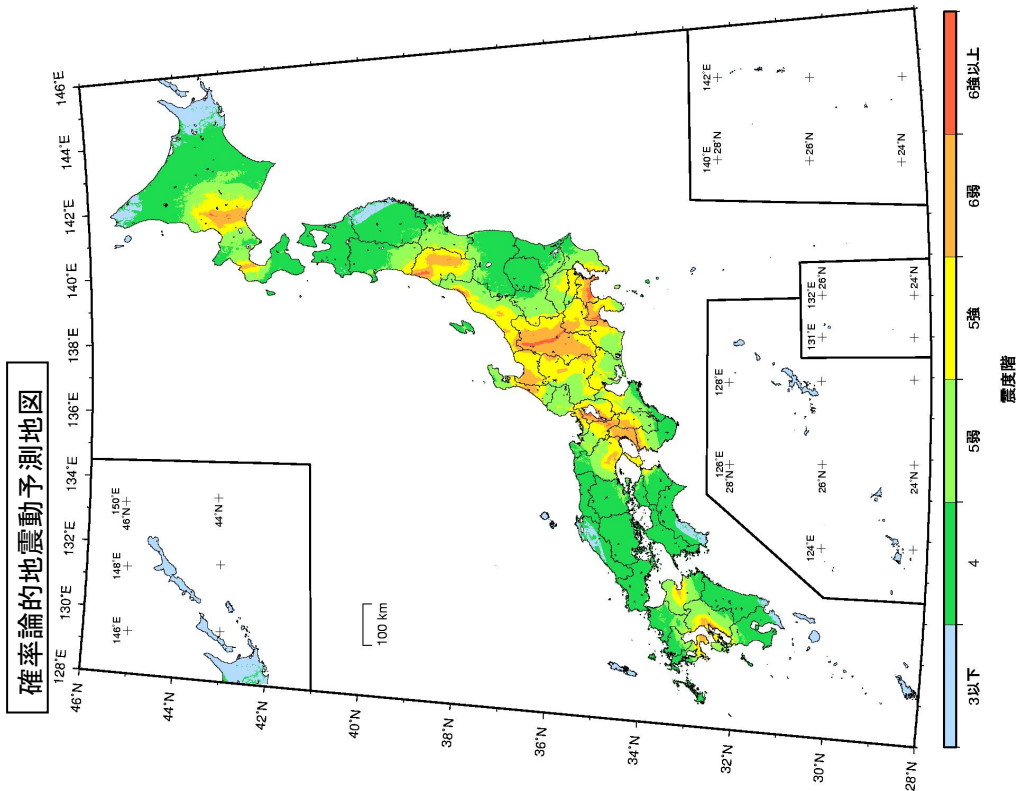 確率論的地震動予測地図
128˚E 130˚E 132˚E 134˚E 136˚E 138˚E 140˚E 142˚E 144˚E 146˚E
46˚N
44˚N
42˚N
40˚N
38˚N
36˚N
34˚N
32˚N
30˚N
28˚N
146˚E 148˚E 150˚E
46˚N
44˚N
100 km
126˚E 128˚E
28˚N
124˚E
26˚N
24˚N
131˚E 132˚E
26˚N
24˚N
140˚E 142˚E
28˚N
26˚N
24˚N
3以下 4 5弱 5強 6弱 6強以上
震度階